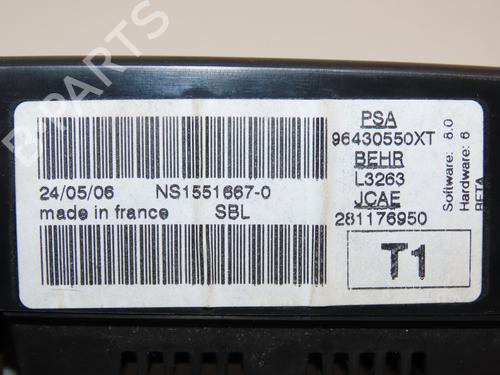 24/05/06 NS1551667-0
made in france SBL
PSA
96430550XT
BEHR
L3263
JCAE
281176950
T1
Software: 8.0
Hardware: 6
BETA
B-PARTS